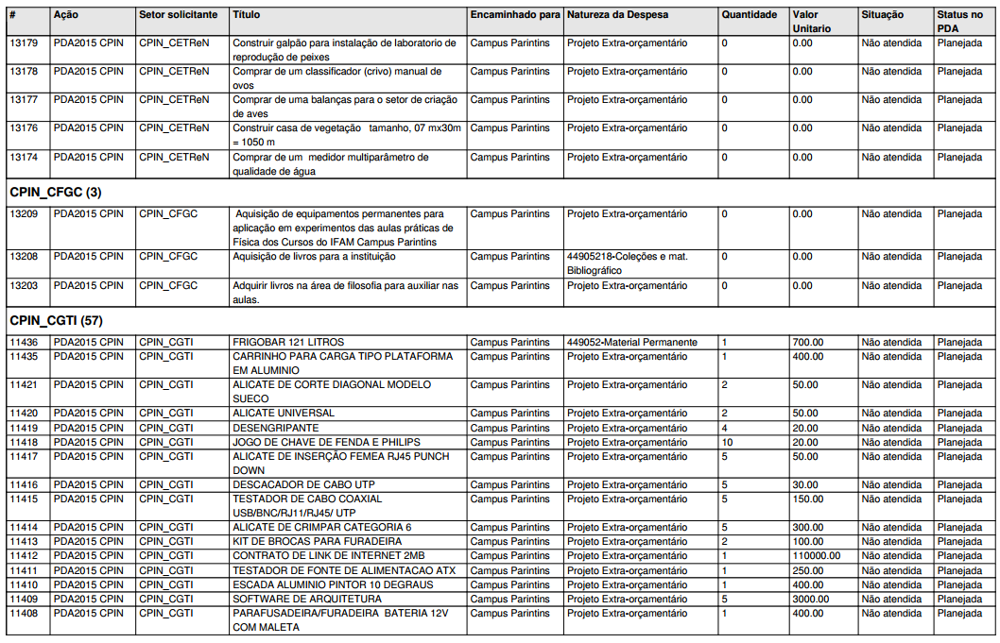 # Ação Setor solicitante Título Encaminhado para Natureza da Despesa Quantidade Valor Situação Status no
Unitario PDA
13179 PDA2015 CPIN CPIN_CETReN Construir galpão para instalação de laboratorio de Campus Parintins Projeto Extra-orçamentário 0 0.00 Não atendida Planejada
reprodução de peixes
13178 PDA2015 CPIN CPIN_CETReN Comprar de um classificador (crivo) manual de Campus Parintins Projeto Extra-orçamentário 0 0.00 Não atendida Planejada
ovos
13177 PDA2015 CPIN CPIN_CETReN Comprar de uma balanças para o setor de criação Campus Parintins Projeto Extra-orçamentário 0 0.00 Não atendida Planejada
de aves
13176 PDA2015 CPIN CPIN_CETReN Construir casa de vegetação tamanho, 07 mx30m Campus Parintins Projeto Extra-orçamentário 0 0.00 Não atendida Planejada
= 1050 m
13174 PDA2015 CPIN CPIN_CETReN Comprar de um medidor multiparâmetro de Campus Parintins Projeto Extra-orçamentário 0 0.00 Não atendida Planejada
qualidade de água
CPIN_CFGC (3)
13209 PDA2015 CPIN CPIN_CFGC Aquisição de equipamentos permanentes para Campus Parintins Projeto Extra-orçamentário 0 0.00 Não atendida Planejada
aplicação em experimentos das aulas práticas de
Física dos Cursos do IFAM Campus Parintins
13208 PDA2015 CPIN CPIN_CFGC Aquisição de livros para a instituição Campus Parintins 44905218-Coleções e mat. 0 0.00 Não atendida Planejada
Bibliográfico
13203 PDA2015 CPIN CPIN_CFGC Adquirir livros na área de filosofia para auxiliar nas Campus Parintins Projeto Extra-orçamentário 0 0.00 Não atendida Planejada
aulas.
CPIN_CGTI (57)
11436 PDA2015 CPIN CPIN_CGTI FRIGOBAR 121 LITROS Campus Parintins 449052-Material Permanente 1 700.00 Não atendida Planejada
11435 PDA2015 CPIN CPIN_CGTI CARRINHO PARA CARGA TIPO PLATAFORMA Campus Parintins Projeto Extra-orçamentário 1 400.00 Não atendida Planejada
EM ALUMINIO
11421 PDA2015 CPIN CPIN_CGTI ALICATE DE CORTE DIAGONAL MODELO Campus Parintins Projeto Extra-orçamentário 2 50.00 Não atendida Planejada
SUECO
11420 PDA2015 CPIN CPIN_CGTI ALICATE UNIVERSAL Campus Parintins Projeto Extra-orçamentário 2 50.00 Não atendida Planejada
11419 PDA2015 CPIN CPIN_CGTI DESENGRIPANTE Campus Parintins Projeto Extra-orçamentário 4 20.00 Não atendida Planejada
11418 PDA2015 CPIN CPIN_CGTI JOGO DE CHAVE DE FENDA E PHILIPS Campus Parintins Projeto Extra-orçamentário 10 20.00 Não atendida Planejada
11417 PDA2015 CPIN CPIN_CGTI ALICATE DE INSERÇÃO FEMEA RJ45 PUNCH Campus Parintins Projeto Extra-orçamentário 5 50.00 Não atendida Planejada
DOWN
11416 PDA2015 CPIN CPIN_CGTI DESCACADOR DE CABO UTP Campus Parintins Projeto Extra-orçamentário 5 30.00 Não atendida Planejada
11415 PDA2015 CPIN CPIN_CGTI TESTADOR DE CABO COAXIAL Campus Parintins Projeto Extra-orçamentário 5 150.00 Não atendida Planejada
USB/BNC/RJ11/RJ45/ UTP
11414 PDA2015 CPIN CPIN_CGTI ALICATE DE CRIMPAR CATEGORIA 6 Campus Parintins Projeto Extra-orçamentário 5 300.00 Não atendida Planejada
11413 PDA2015 CPIN CPIN_CGTI KIT DE BROCAS PARA FURADEIRA Campus Parintins Projeto Extra-orçamentário 2 100.00 Não atendida Planejada
11412 PDA2015 CPIN CPIN_CGTI CONTRATO DE LINK DE INTERNET 2MB Campus Parintins Projeto Extra-orçamentário 1 110000.00 Não atendida Planejada
11411 PDA2015 CPIN CPIN_CGTI TESTADOR DE FONTE DE ALIMENTACAO ATX Campus Parintins Projeto Extra-orçamentário 1 250.00 Não atendida Planejada
11410 PDA2015 CPIN CPIN_CGTI ESCADA ALUMINIO PINTOR 10 DEGRAUS Campus Parintins Projeto Extra-orçamentário 1 400.00 Não atendida Planejada
11409 PDA2015 CPIN CPIN_CGTI SOFTWARE DE ARQUITETURA Campus Parintins Projeto Extra-orçamentário 5 3000.00 Não atendida Planejada
11408 PDA2015 CPIN CPIN_CGTI PARAFUSADEIRA/FURADEIRA BATERIA 12V Campus Parintins Projeto Extra-orçamentário 1 400.00 Não atendida Planejada
COM MALETA